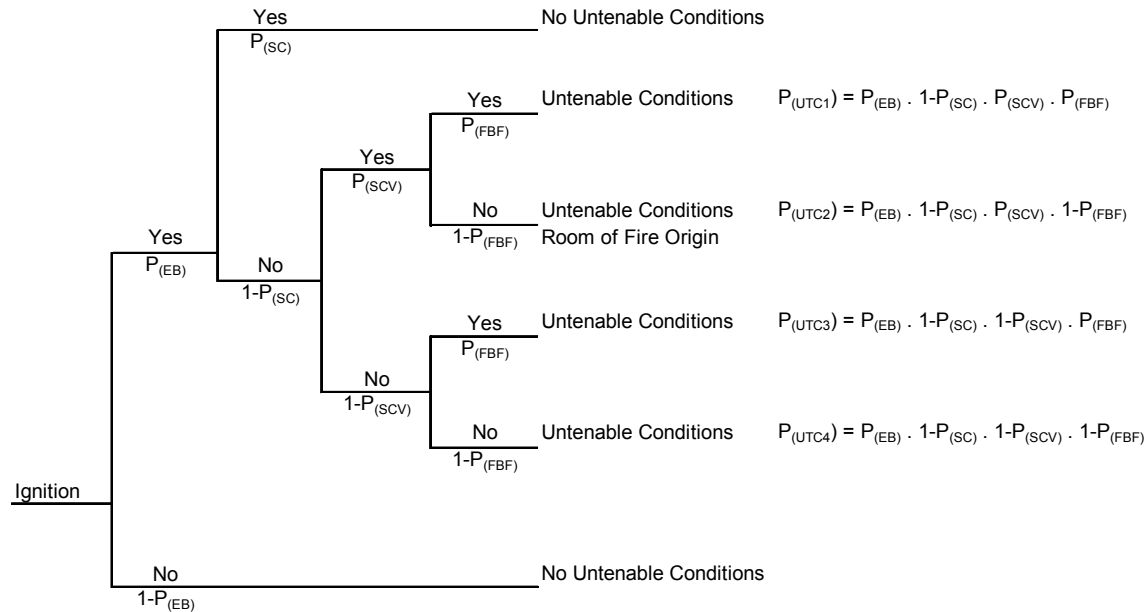 Yes No Untenable Conditions
P(SC)
Yes Untenable Conditions P(UTC1) = P(EB) . 1-P(SC) . P(SCV) . P(FBF)
P(FBF)
Yes
P(SCV)
No Untenable Conditions P(UTC2) = P(EB) . 1-P(SC) . P(SCV) . 1-P(FBF)
1-P(FBF) Room of Fire Origin
Yes
P(EB)
No
1-P(SC)
Yes Untenable Conditions P(UTC3) = P(EB) . 1-P(SC) . 1-P(SCV) . P(FBF)
P(FBF)
No
1-P(SCV)
No Untenable Conditions P(UTC4) = P(EB) . 1-P(SC) . 1-P(SCV) . 1-P(FBF)
1-P(FBF)
Ignition
No No Untenable Conditions
1-P(EB)